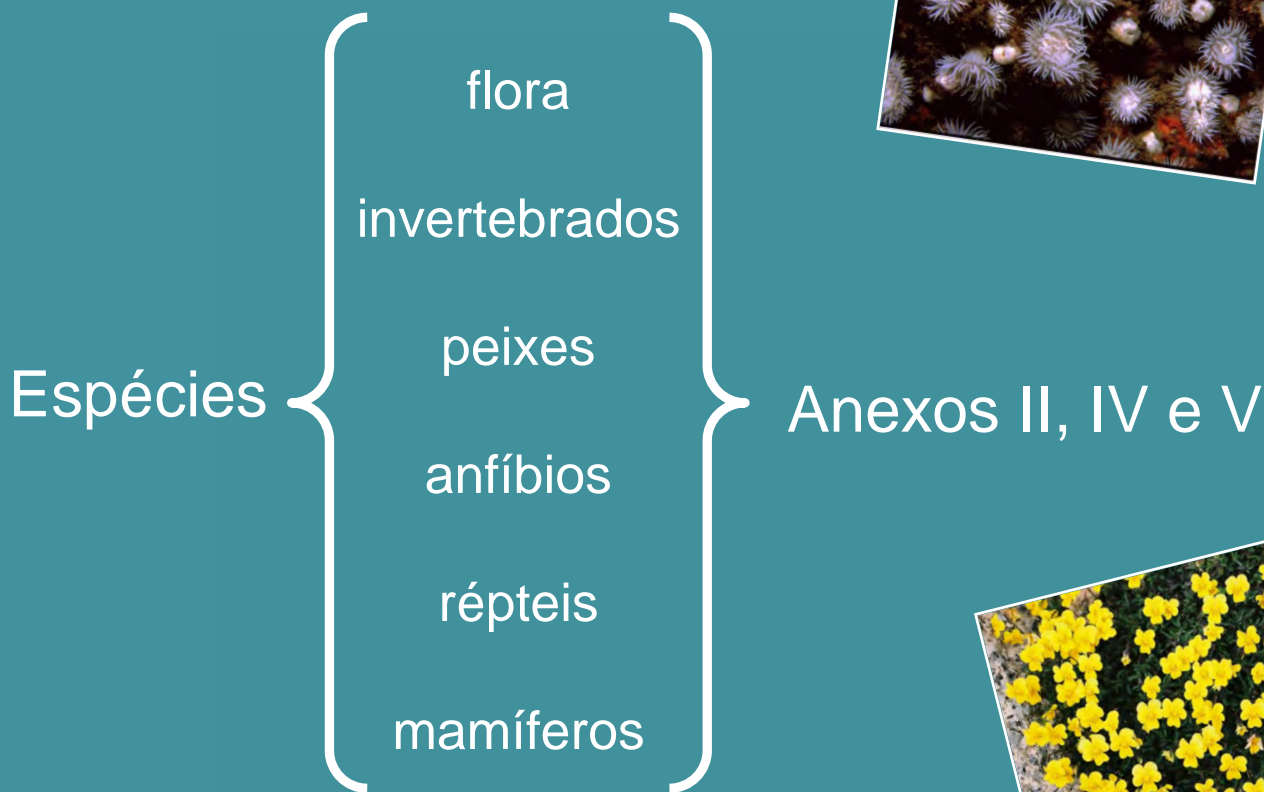 flora
invertebrados
peixes
Espécies
Anexos II, IV e V
anfíbios
répteis
mamíferos